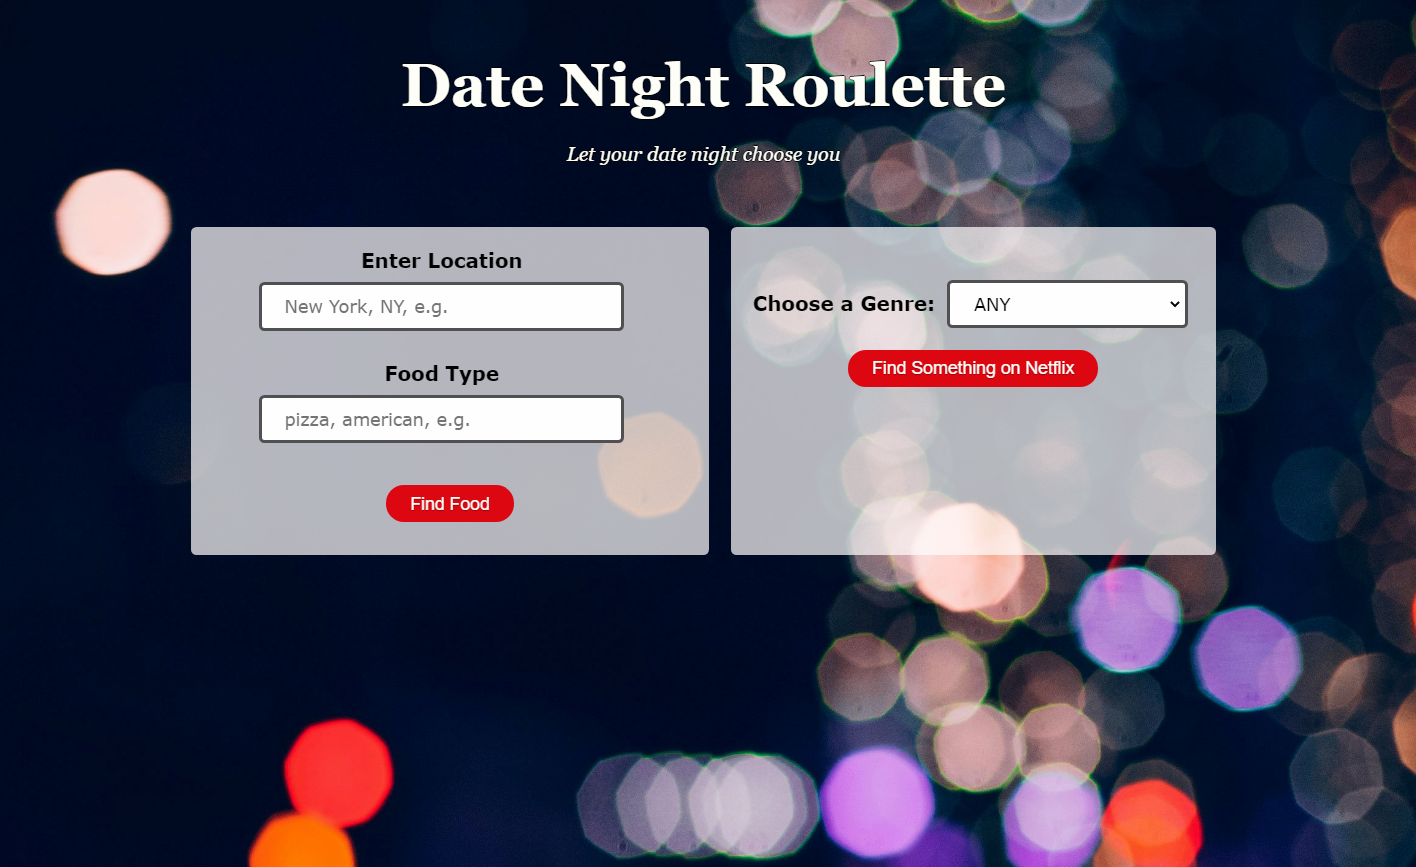 Date Night Roulette
Let your date night choose you
Enter Location
New York, NY, e.g.
Food Type
pizza, american, e.g.
Find Food
Choose a Genre: ANY
Find Something on Netflix